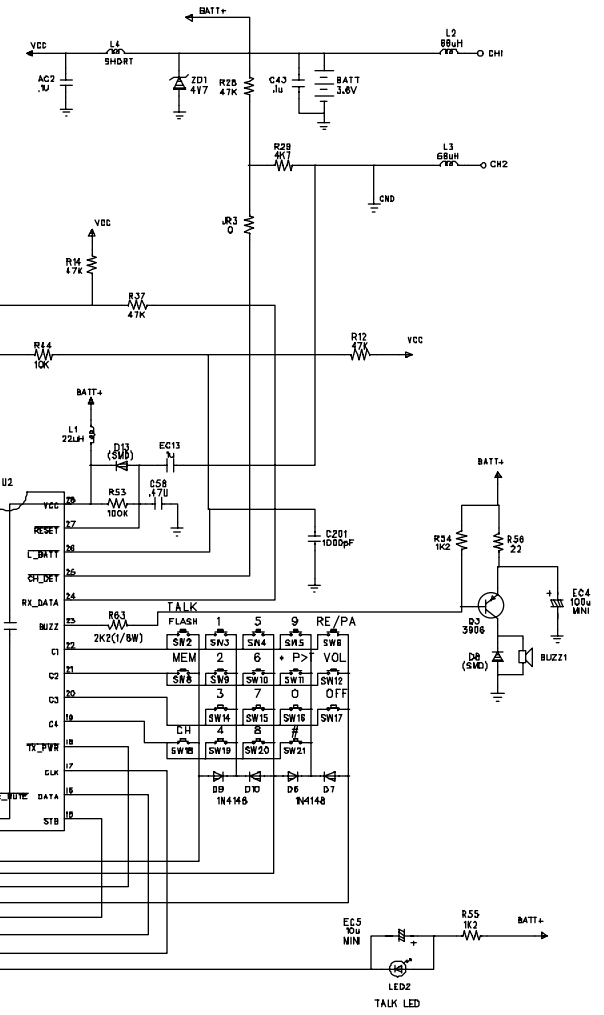 BATT+
VCC
L4
SHORT
L2
68uH
CH1
AC2
.1U
ZD1
4V7
R26
47K
C43
.1u
BATT
3.6V
R29
4K7
L3
68uH
CH2
GND
JR3
0
VCC
R14
47K
R37
47K
R44
10K
R12
47K
VCC
BATT+
L1
22uH
D13
(SMD)
EC13
1u
U2
R53
100K
C58
.47U
VCC 28
RESET 27
L_BATT 26
CH_DET 25
RX_DATA 24
BUZZ 23
C1 22
C2 21
C3 20
C4 19
TX_PWR 18
CLK 17
E_MUTE DATA 16
STB 15
C201
1000pF
BATT+
R54
1K2
R56
22
Q3
3906
+ EC4
100u
MINI
D8
(SMD)
BUZZ1
R63
2K2(1/8W)
TALK
FLASH 1 5 9 RE/PA
SW2 SW3 SW4 SW5 SW6
MEM 2 6 * P>T VOL
SW8 SW9 SW10 SW11 SW12
3 7 0 OFF
SW14 SW15 SW16 SW17
CH 4 8 #
SW18 SW19 SW20 SW21
D9 D10 D6 D7
1N4148 1N4148
EC5
10u
MINI
+
R55
1K2
BATT+
LED2
TALK LED